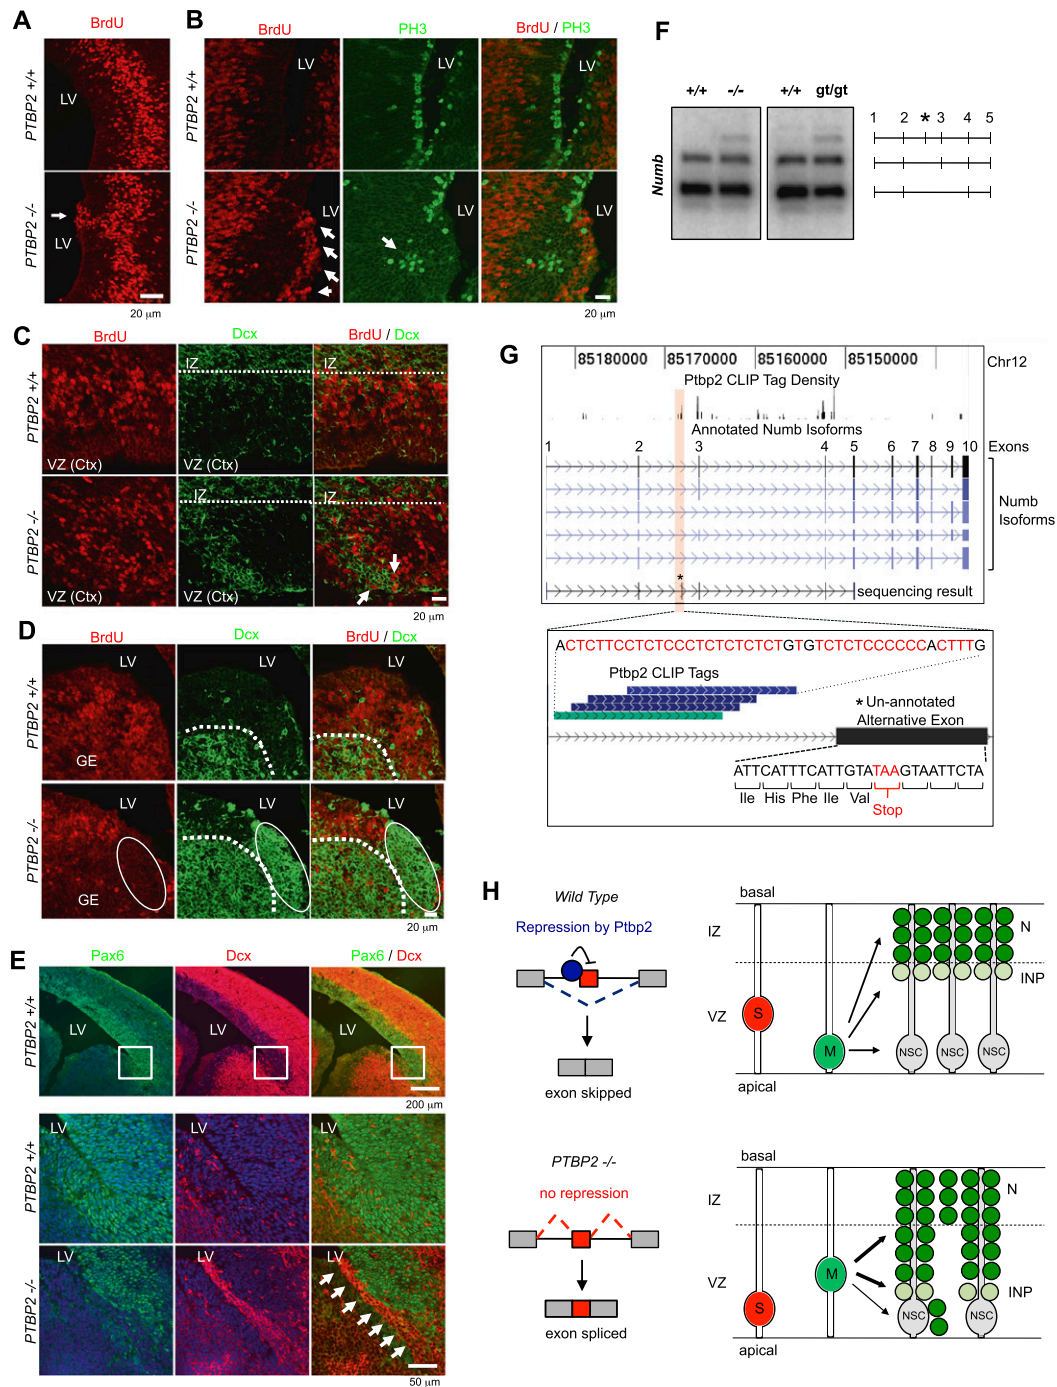 A
BrdU
PTBP2 +/+
LV
PTBP2 -/-
LV
20 µm
B
BrdU
PH3
BrdU / PH3
PTBP2 +/+
LV
LV
LV
PTBP2 -/-
LV
LV
LV
20 µm
C
BrdU
Dcx
BrdU / Dcx
PTBP2 +/+
IZ
IZ
VZ (Ctx)
VZ (Ctx)
PTBP2 -/-
IZ
IZ
VZ (Ctx)
VZ (Ctx)
20 µm
D
BrdU
Dcx
BrdU / Dcx
PTBP2 +/+
LV
LV
LV
GE
PTBP2 -/-
LV
LV
LV
GE
20 µm
E
Pax6
Dcx
Pax6 / Dcx
PTBP2 +/+
LV
LV
LV
200 µm
PTBP2 +/+
LV
LV
LV
PTBP2 -/-
LV
LV
LV
50 µm
F
+/+ -/- +/+ gt/gt
Numb
1 2 * 3 4 5
G
85180000 85170000 85160000 85150000
Chr12
Ptbp2 CLIP Tag Density
Annotated Numb Isoforms
1 2 3 4 5 6 7 8 9 10
Exons
Numb
Isoforms
*
sequencing result
ACTCTTCCTCTCCCTCTCTCTCTGTGTCTCTCCCCCCACTTTG
Ptbp2 CLIP Tags
* Un-annotated
Alternative Exon
ATTCATTTCATTGTATAAGTAATTCTA
Ile His Phe Ile Val
Stop
H
Wild Type
Repression by Ptbp2
exon skipped
basal
IZ
VZ
apical
S
M
NSC
NSC
NSC
N
INP
PTBP2 -/-
no repression
exon spliced
basal
IZ
VZ
apical
S
M
NSC
NSC
N
INP